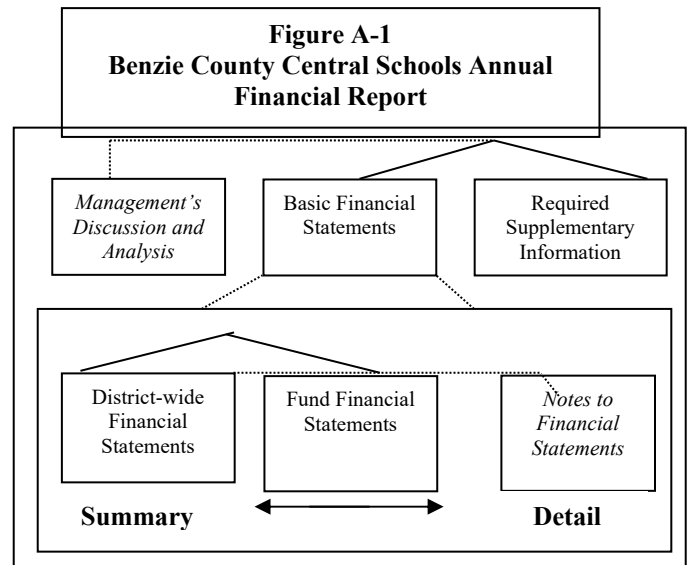 Figure A-1
Benzie County Central Schools Annual
Financial Report
Management's
Discussion and
Analysis
Basic Financial
Statements
Required
Supplementary
Information
District-wide
Financial
Statements
Fund Financial
Statements
Notes to
Financial
Statements
Summary
Detail